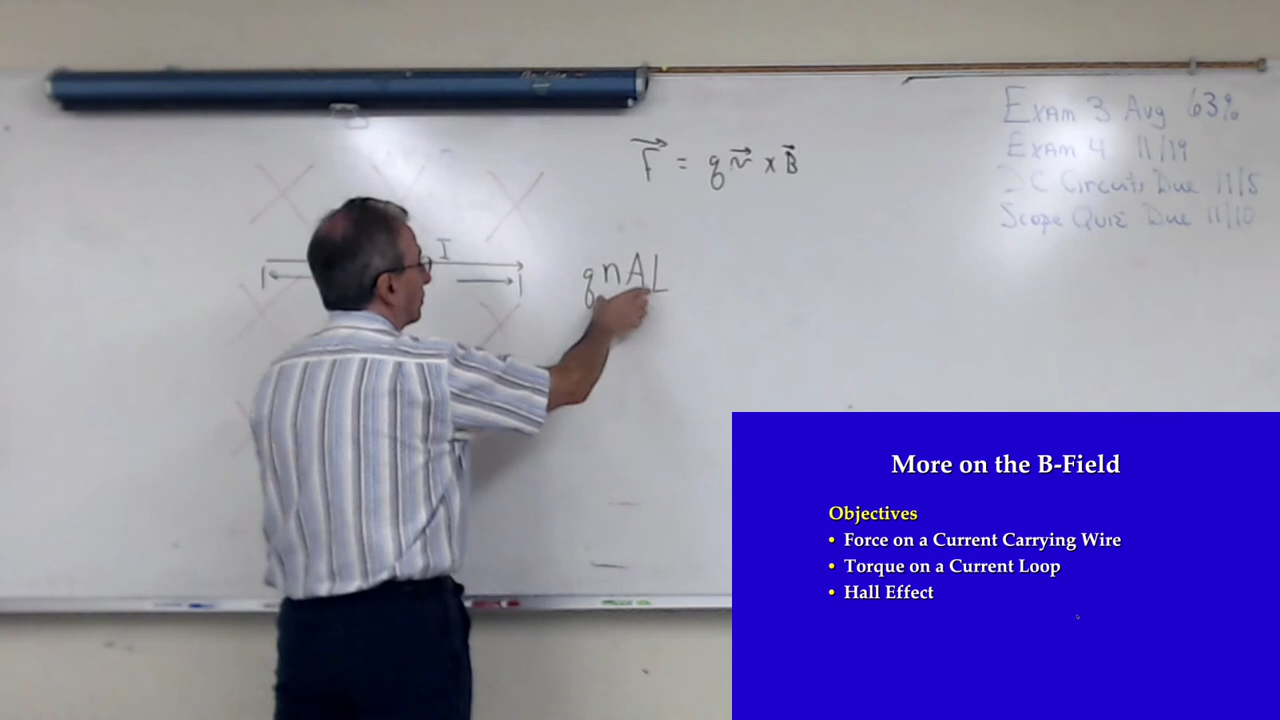 F = qv x B
I
qnAL
Exam 3 Avg 63%
Exam 4 11/19
DC Circuits Due 11/5
Scope Quiz Due 11/10
More on the B-Field
Objectives
• Force on a Current Carrying Wire
• Torque on a Current Loop
• Hall Effect